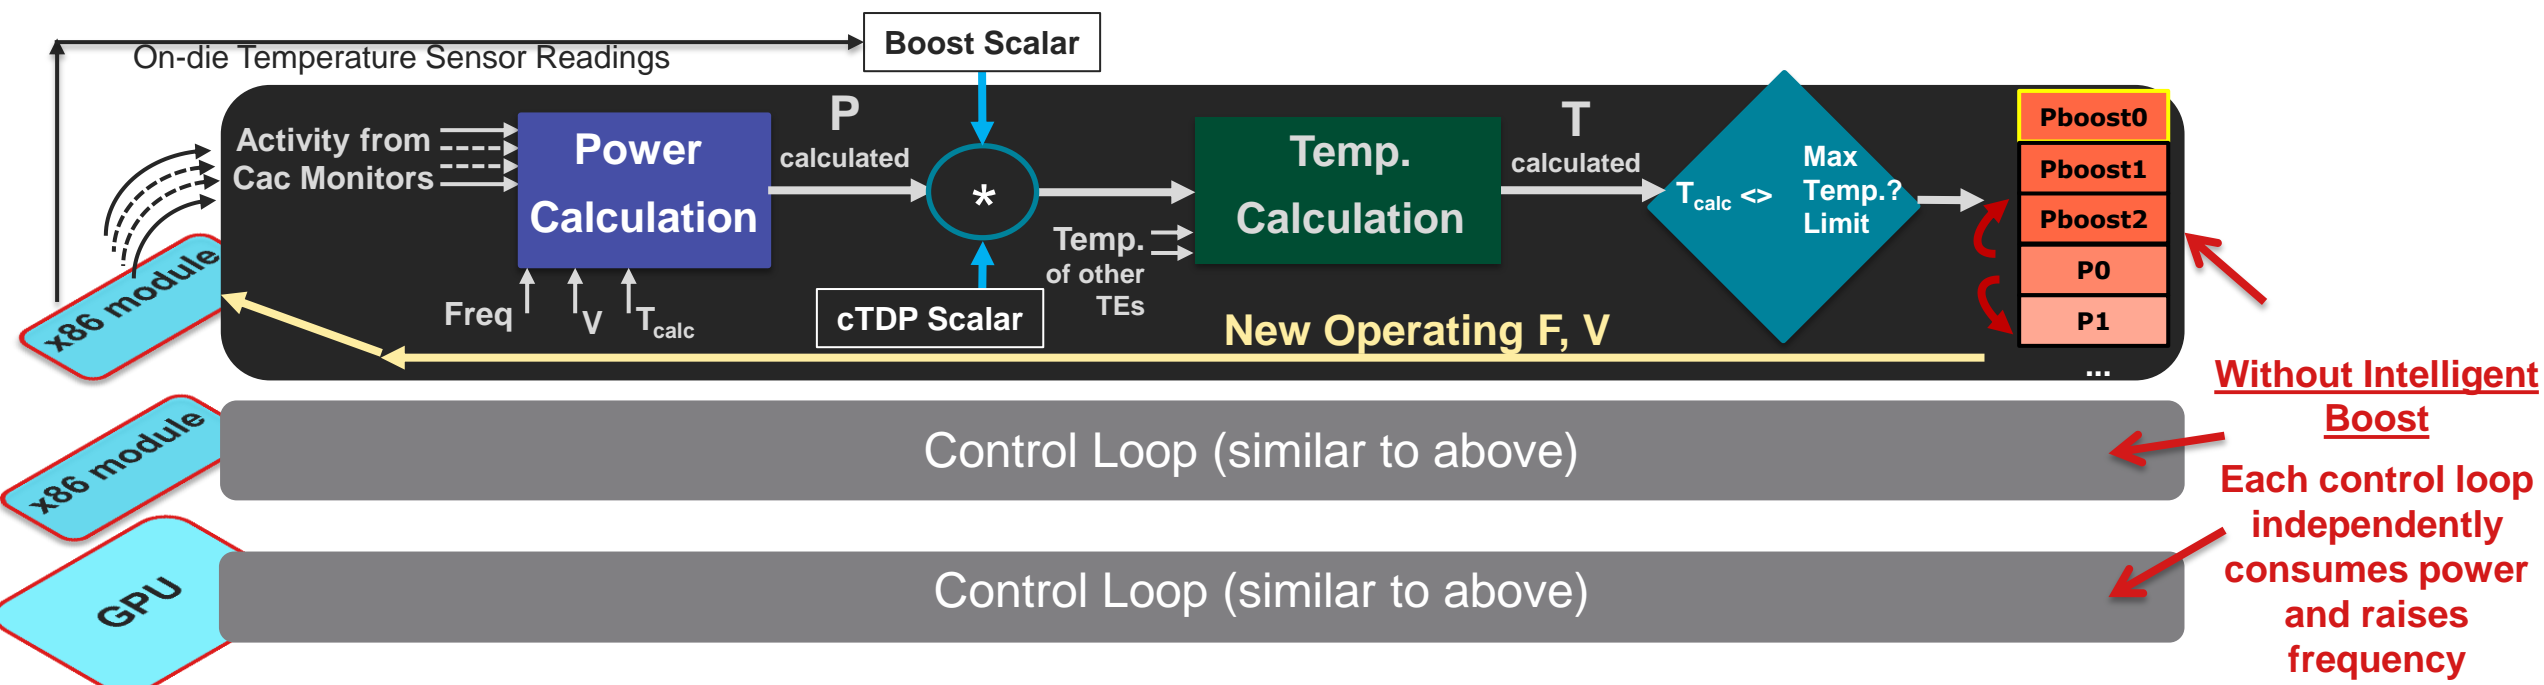 On-die Temperature Sensor Readings
Boost Scalar
Activity from
Cac Monitors
Power
Calculation
P
calculated
*
Temp.
of other
TEs
Temp.
Calculation
T
calculated
Tcalc <>
Max
Temp.?
Limit
Pboost0
Pboost1
Pboost2
P0
P1
...
Freq
V
Tcalc
cTDP Scalar
New Operating F, V
x86 module
x86 module
Control Loop (similar to above)
GPU
Control Loop (similar to above)
Without Intelligent
Boost
Each control loop
independently
consumes power
and raises
frequency